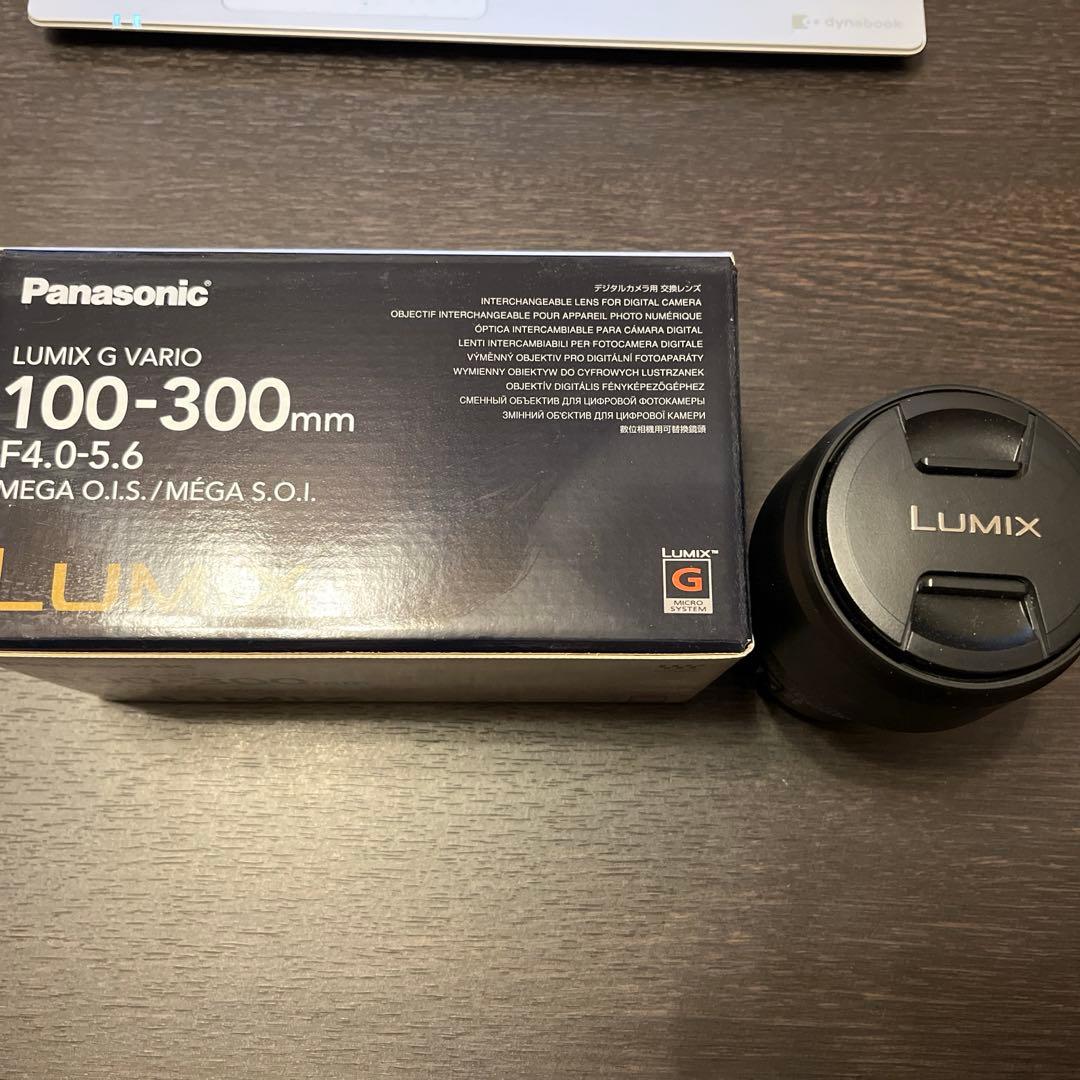 dynabook
Panasonic®
デジタルカメラ用 交換レンズ
INTERCHANGEABLE LENS FOR DIGITAL CAMERA
OBJECTIF INTERCHANGEABLE POUR APPAREIL PHOTO NUMÉRIQUE
ÓPTICA INTERCAMBIABLE PARA CÁMARA DIGITAL
LENTI INTERCAMBIABILI PER FOTOCAMERA DIGITALE
VÝMĚNNÝ OBJEKTIV PRO DIGITÁLNÍ FOTOAPARÁTY
WYMIENNY OBIEKTYW DO CYFROWYCH LUSTRZANEK
OBJEKTÍV DIGITÁLIS FÉNYKÉPEZŐGÉPHEZ
СМЕННЫЙ ОБЪЕКТИВ ДЛЯ ЦИФРОВОЙ ФОТОКАМЕРЫ
ЗМІННИЙ ОБ'ЄКТИВ ДЛЯ ЦИФРОВОЇ КАМЕРИ
數位相機用可替換鏡頭
LUMIX G VARIO
100-300mm
F4.0-5.6
MEGA O.I.S./MÉGA S.O.I.
LUMIX
LUMIX™
G
MICRO
SYSTEM
LUMIX